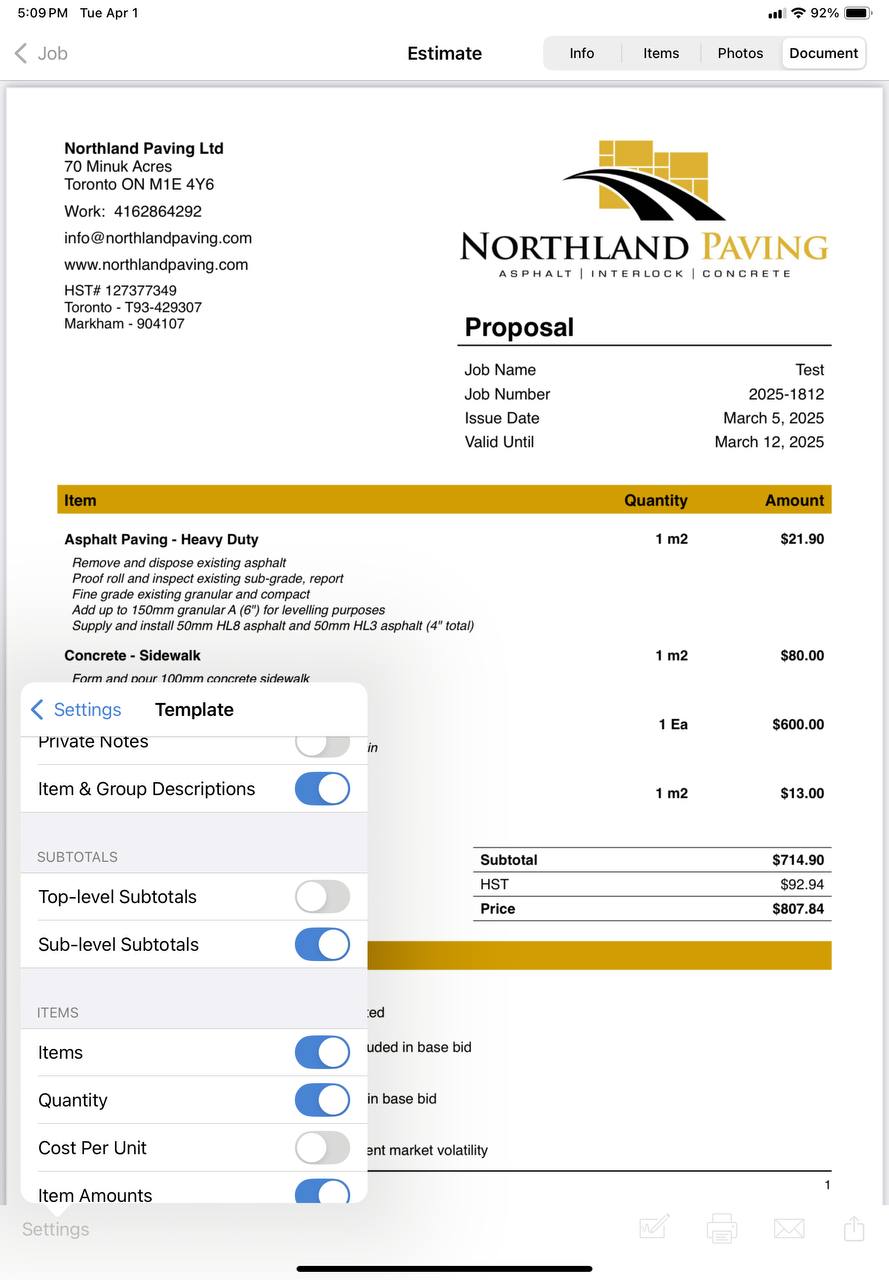 5:09 PM Tue Apr 1 92%
Job Estimate Info Items Photos Document
Northland Paving Ltd
70 Minuk Acres
Toronto ON M1E 4Y6
Work: 4162864292
info@northlandpaving.com
www.northlandpaving.com
HST# 127377349
Toronto - T93-429307
Markham - 904107
NORTHLAND PAVING
ASPHALT | INTERLOCK | CONCRETE
Proposal
Job Name Test
Job Number 2025-1812
Issue Date March 5, 2025
Valid Until March 12, 2025
Item Quantity Amount
Asphalt Paving - Heavy Duty 1 m2 $21.90
Remove and dispose existing asphalt
Proof roll and inspect existing sub-grade, report
Fine grade existing granular and compact
Add up to 150mm granular A (6") for levelling purposes
Supply and install 50mm HL8 asphalt and 50mm HL3 asphalt (4" total)
Concrete - Sidewalk 1 m2 $80.00
Form and pour 100mm concrete sidewalk
1 Ea $600.00
in
1 m2 $13.00
Subtotal $714.90
HST $92.94
Price $807.84
ed
uded in base bid
in base bid
ent market volatility
1
Settings Template
Private Notes
Item & Group Descriptions
SUBTOTALS
Top-level Subtotals
Sub-level Subtotals
ITEMS
Items
Quantity
Cost Per Unit
Item Amounts
Settings